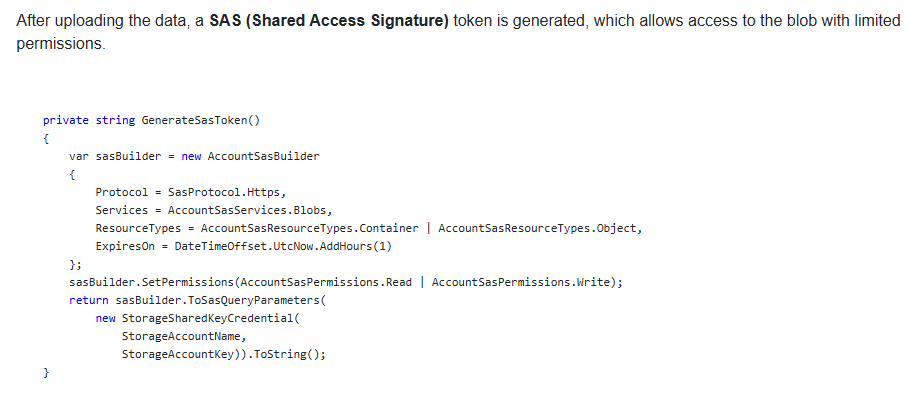 After uploading the data, a SAS (Shared Access Signature) token is generated, which allows access to the blob with limited
permissions.
private string GenerateSasToken()
{
var sasBuilder = new AccountSasBuilder
{
Protocol = SasProtocol.Https,
Services = AccountSasServices.Blobs,
ResourceTypes = AccountSasResourceTypes.Container | AccountSasResourceTypes.Object,
ExpiresOn = DateTimeOffset.UtcNow.AddHours(1)
};
sasBuilder.SetPermissions(AccountSasPermissions.Read | AccountSasPermissions.Write);
return sasBuilder.ToSasQueryParameters(
new StorageSharedKeyCredential(
StorageAccountName,
StorageAccountKey)).ToString();
}